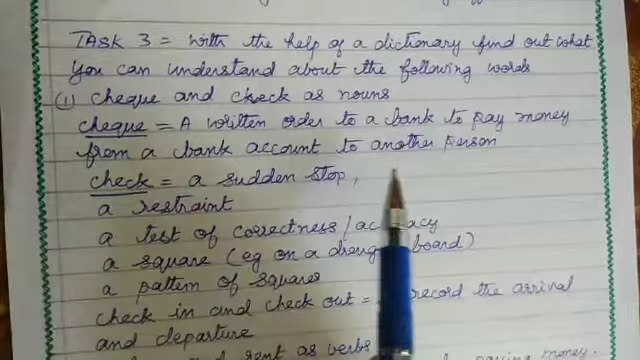 TASK 3 = With the help of a dictionary find out what
you can understand about the following words
(1) cheque and check as nouns
cheque = A written order to a bank to pay money
from a bank account to another person
check = a sudden stop,
a restraint
a test of correctness/
a square (eg on a board)
a pattern of squares
check in and check out = record the arrival
and departure
sent as verbs money.